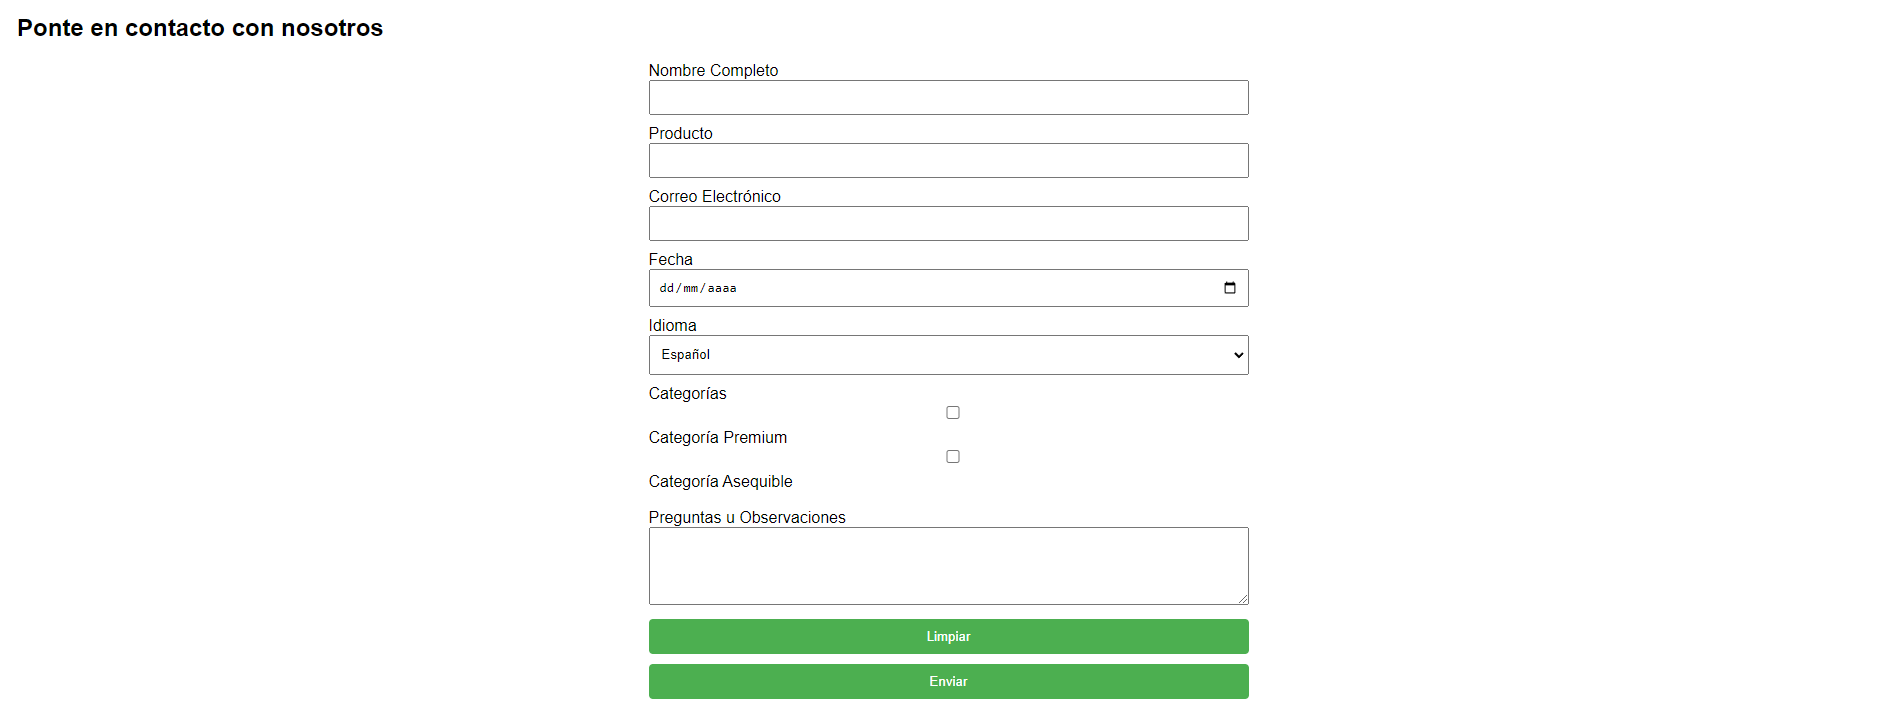 Ponte en contacto con nosotros
Nombre Completo
Producto
Correo Electrónico
Fecha
dd/mm/aaaa
Idioma
Español
Categorías
Categoría Premium
Categoría Asequible
Preguntas u Observaciones
Limpiar
Enviar